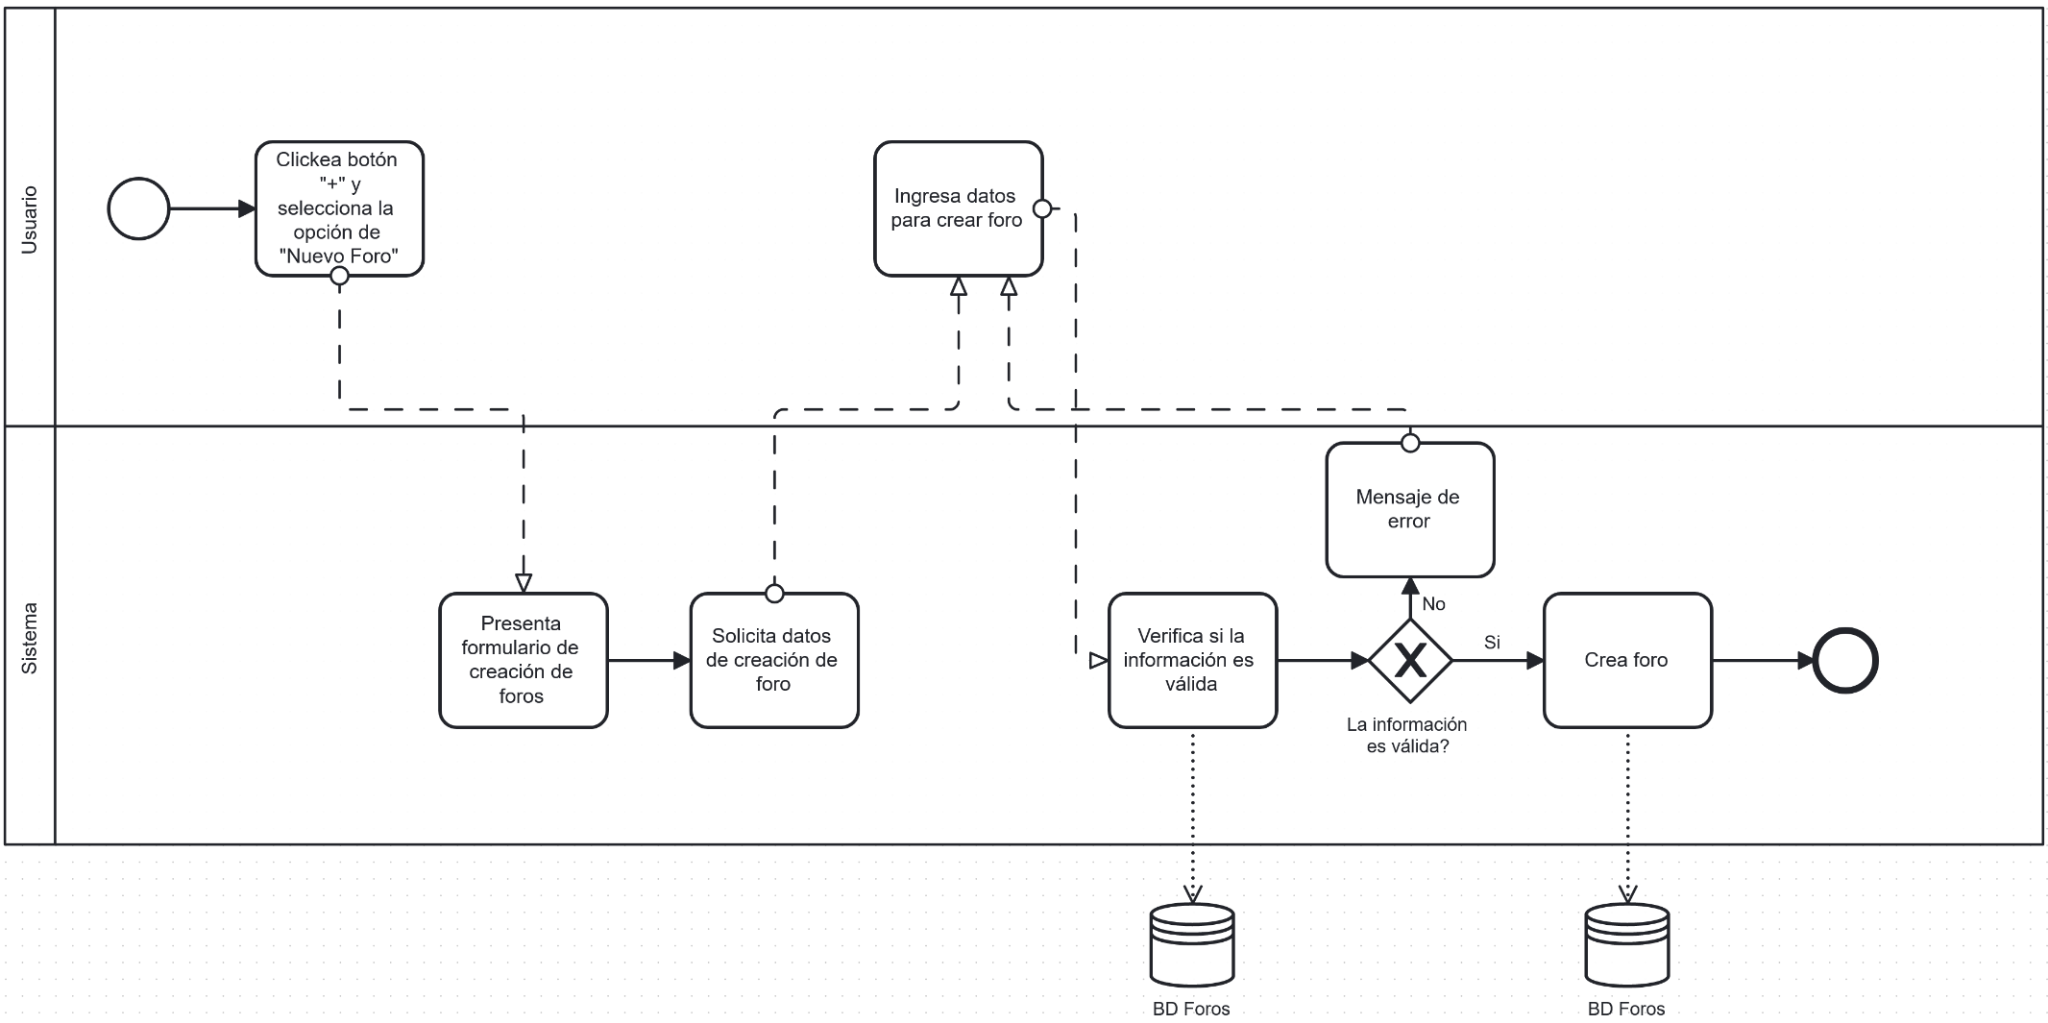 Usuario
Clickea botón
"+" y
selecciona la
opción de
"Nuevo Foro"
Ingresa datos
para crear foro
Sistema
Presenta
formulario de
creación de
foros
Solicita datos
de creación de
foro
Verifica si la
información es
válida
Mensaje de
error
No
X
Si
La información
es válida?
Crea foro
BD Foros
BD Foros